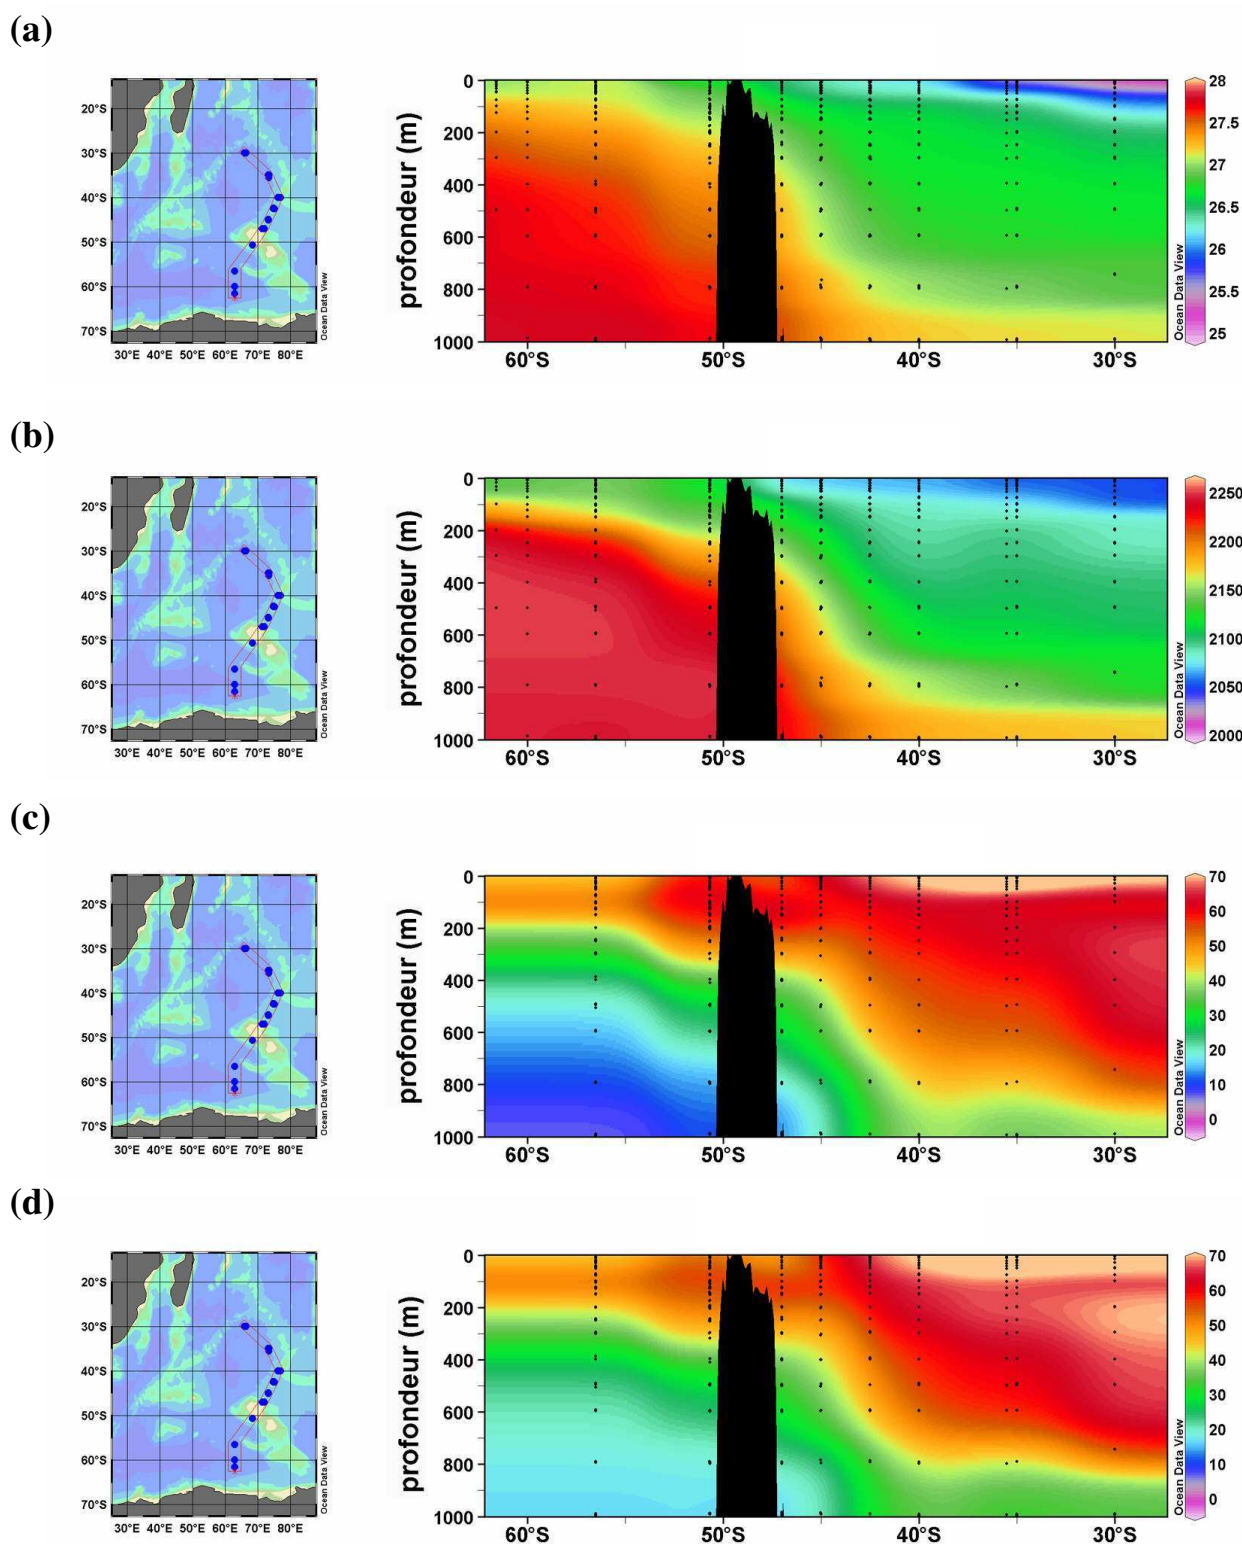 (a)
20°S
30°S
40°S
50°S
60°S
70°S
30°E 40°E 50°E 60°E 70°E 80°E
Ocean Data View
profondeur (m)
0
200
400
600
800
1000
60°S 50°S 40°S 30°S
Ocean Data View
28
27.5
27
26.5
26
25.5
25
(b)
20°S
30°S
40°S
50°S
60°S
70°S
30°E 40°E 50°E 60°E 70°E 80°E
Ocean Data View
profondeur (m)
0
200
400
600
800
1000
60°S 50°S 40°S 30°S
Ocean Data View
2250
2200
2150
2100
2050
2000
(c)
20°S
30°S
40°S
50°S
60°S
70°S
30°E 40°E 50°E 60°E 70°E 80°E
Ocean Data View
profondeur (m)
0
200
400
600
800
1000
60°S 50°S 40°S 30°S
Ocean Data View
70
60
50
40
30
20
10
0
(d)
20°S
30°S
40°S
50°S
60°S
70°S
30°E 40°E 50°E 60°E 70°E 80°E
Ocean Data View
profondeur (m)
0
200
400
600
800
1000
60°S 50°S 40°S 30°S
Ocean Data View
70
60
50
40
30
20
10
0